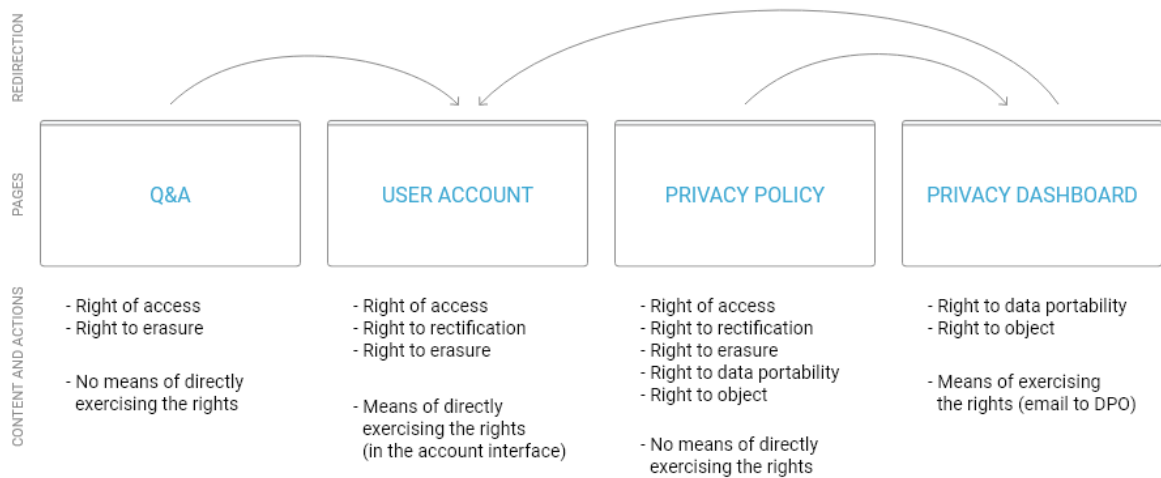 REDIRECTION
PAGES
Q&A
USER ACCOUNT
PRIVACY POLICY
PRIVACY DASHBOARD
CONTENT AND ACTIONS
- Right of access
- Right to erasure
- No means of directly
exercising the rights
- Right of access
- Right to rectification
- Right to erasure
- Means of directly
exercising the rights
(in the account interface)
- Right of access
- Right to rectification
- Right to erasure
- Right to data portability
- Right to object
- No means of directly
exercising the rights
- Right to data portability
- Right to object
- Means of exercising
the rights (email to DPO)